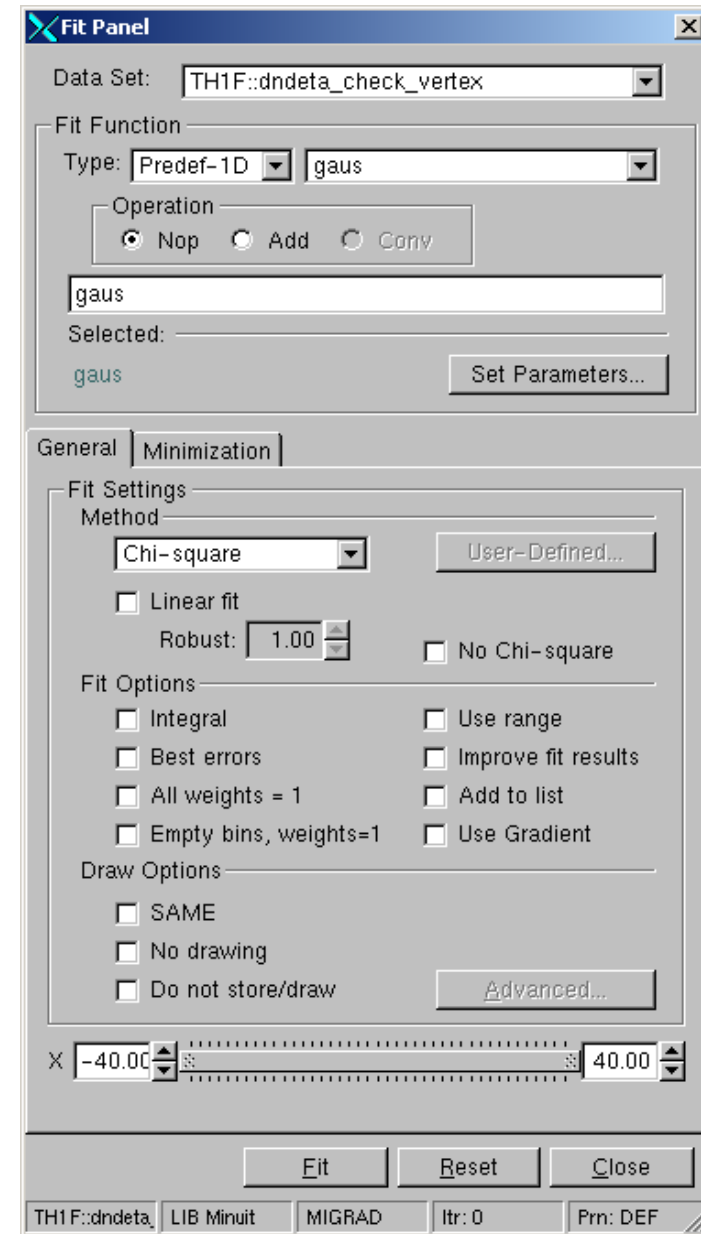 Fit Panel
Data Set: TH1F::dndeta_check_vertex
Fit Function
Type: Predef-1D gaus
Operation
Nop Add Conv
gaus
Selected:
gaus Set Parameters...
General Minimization
Fit Settings
Method
Chi-square User-Defined...
Linear fit
Robust: 1.00
No Chi-square
Fit Options
Integral Use range
Best errors Improve fit results
All weights = 1 Add to list
Empty bins, weights=1 Use Gradient
Draw Options
SAME
No drawing
Do not store/draw Advanced...
X -40.00 40.00
Fit Reset Close
TH1F::dndeta_ LIB Minuit MIGRAD Itr: 0 Prn: DEF